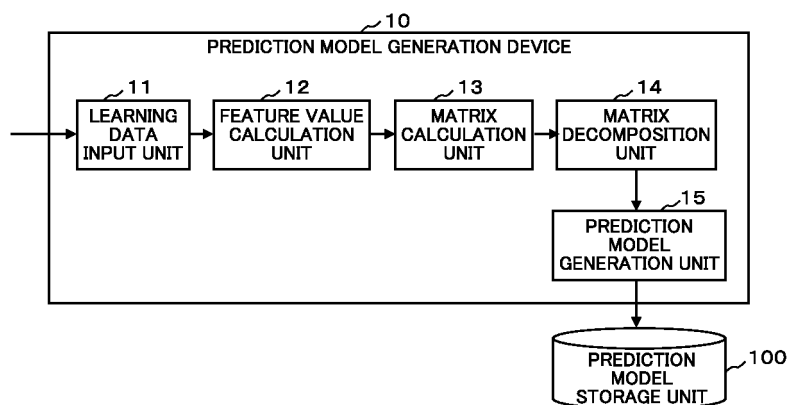 10
PREDICTION MODEL GENERATION DEVICE
11
LEARNING
DATA
INPUT UNIT
12
FEATURE VALUE
CALCULATION
UNIT
13
MATRIX
CALCULATION
UNIT
14
MATRIX
DECOMPOSITION
UNIT
15
PREDICTION
MODEL
GENERATION UNIT
100
PREDICTION
MODEL
STORAGE UNIT